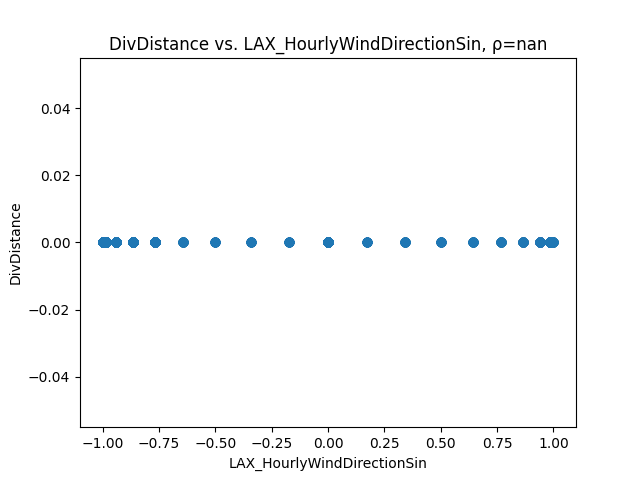 DivDistance vs. LAX_HourlyWindDirectionSin, ρ=nan
0.04
0.02
0.00
−0.02
−0.04
DivDistance
−1.00 −0.75 −0.50 −0.25 0.00 0.25 0.50 0.75 1.00
LAX_HourlyWindDirectionSin